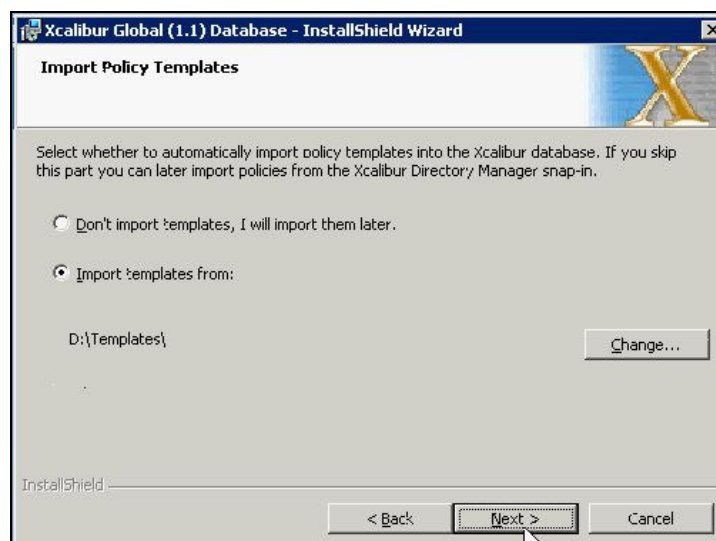 Xcalibur Global (1.1) Database - InstallShield Wizard
Import Policy Templates
X
Select whether to automatically import policy templates into the Xcalibur database. If you skip
this part you can later import policies from the Xcalibur Directory Manager snap-in.
Don't import templates, I will import them later.
Import templates from:
D:\Templates\
Change...
InstallShield
< Back
Next >
Cancel